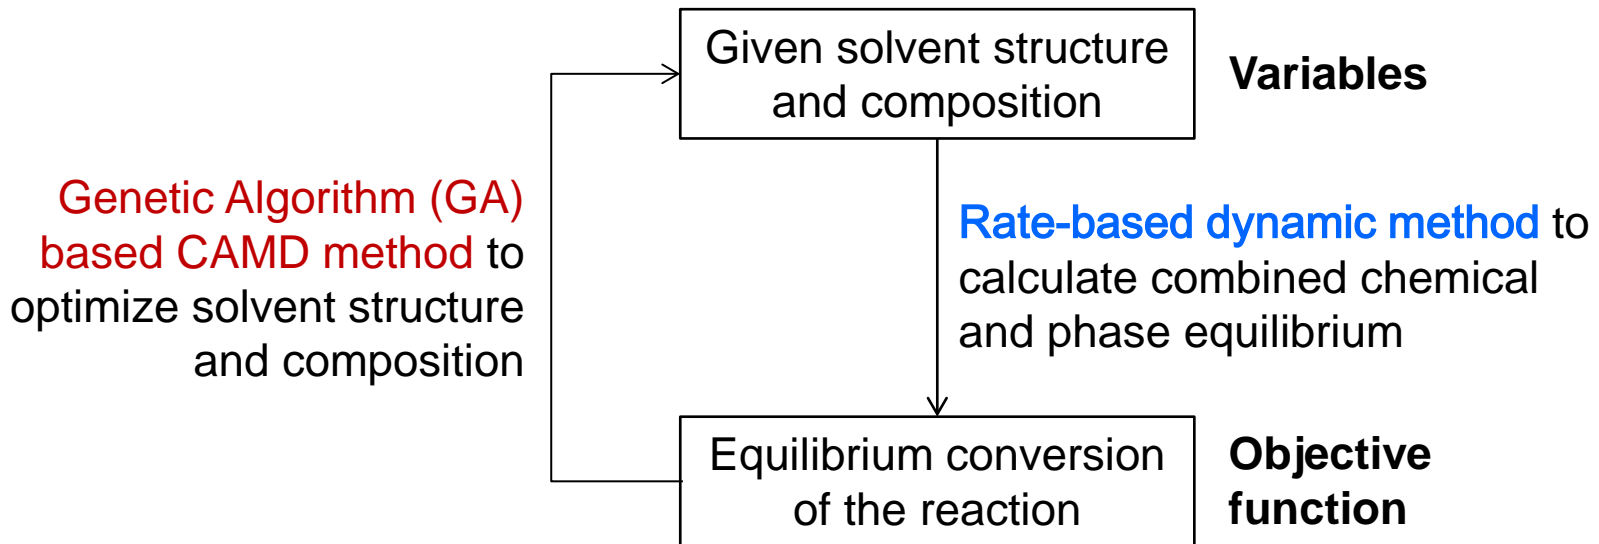 Given solvent structure
and composition
Variables
Genetic Algorithm (GA)
based CAMD method to
optimize solvent structure
and composition
Rate-based dynamic method to
calculate combined chemical
and phase equilibrium
Equilibrium conversion
of the reaction
Objective
function